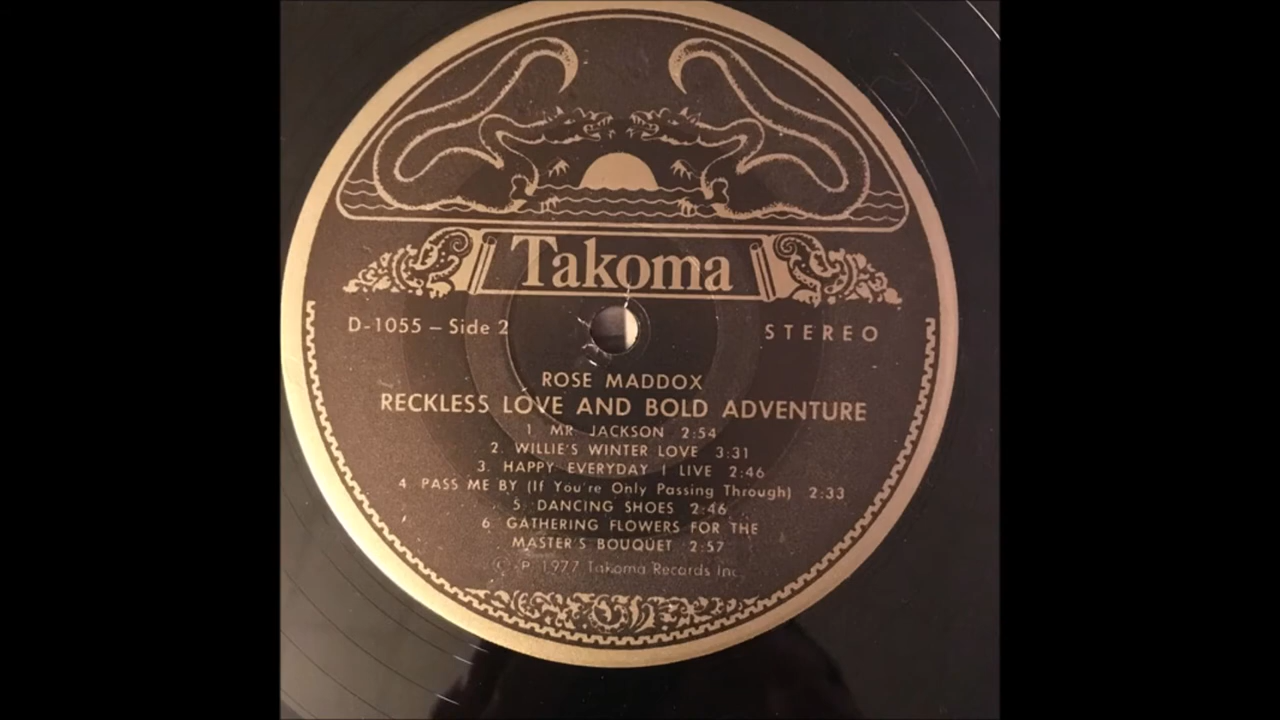 Takoma
D-1055 – Side 2
STEREO
ROSE MADDOX
RECKLESS LOVE AND BOLD ADVENTURE
1. MR. JACKSON 2:54
2. WILLIE'S WINTER LOVE 3:31
3. HAPPY EVERYDAY I LIVE 2:46
4 PASS ME BY (If You're Only Passing Through) 2:33
5. DANCING SHOES 2:46
6. GATHERING FLOWERS FOR THE
MASTER'S BOUQUET 2:57
© P 1977 Takoma Records Inc.